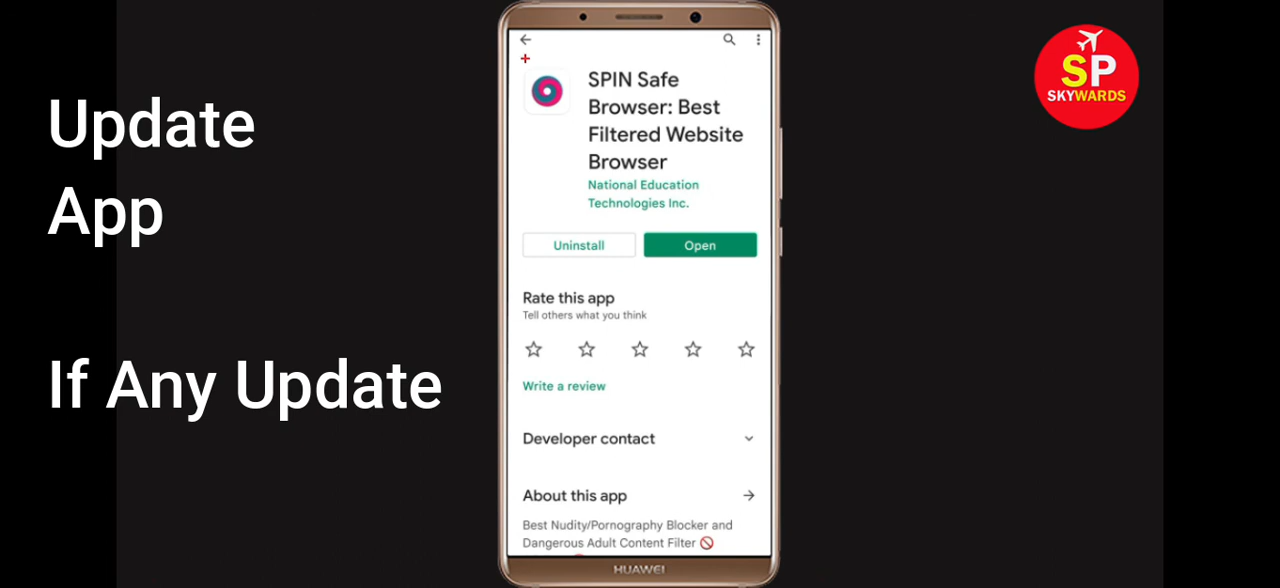 Update
App
If Any Update
SPIN Safe
Browser: Best
Filtered Website
Browser
National Education
Technologies Inc.
Uninstall
Open
Rate this app
Tell others what you think
Write a review
Developer contact
About this app
Best Nudity/Pornography Blocker and
Dangerous Adult Content Filter 🚫
HUAWEI
SP
SKYWARDS